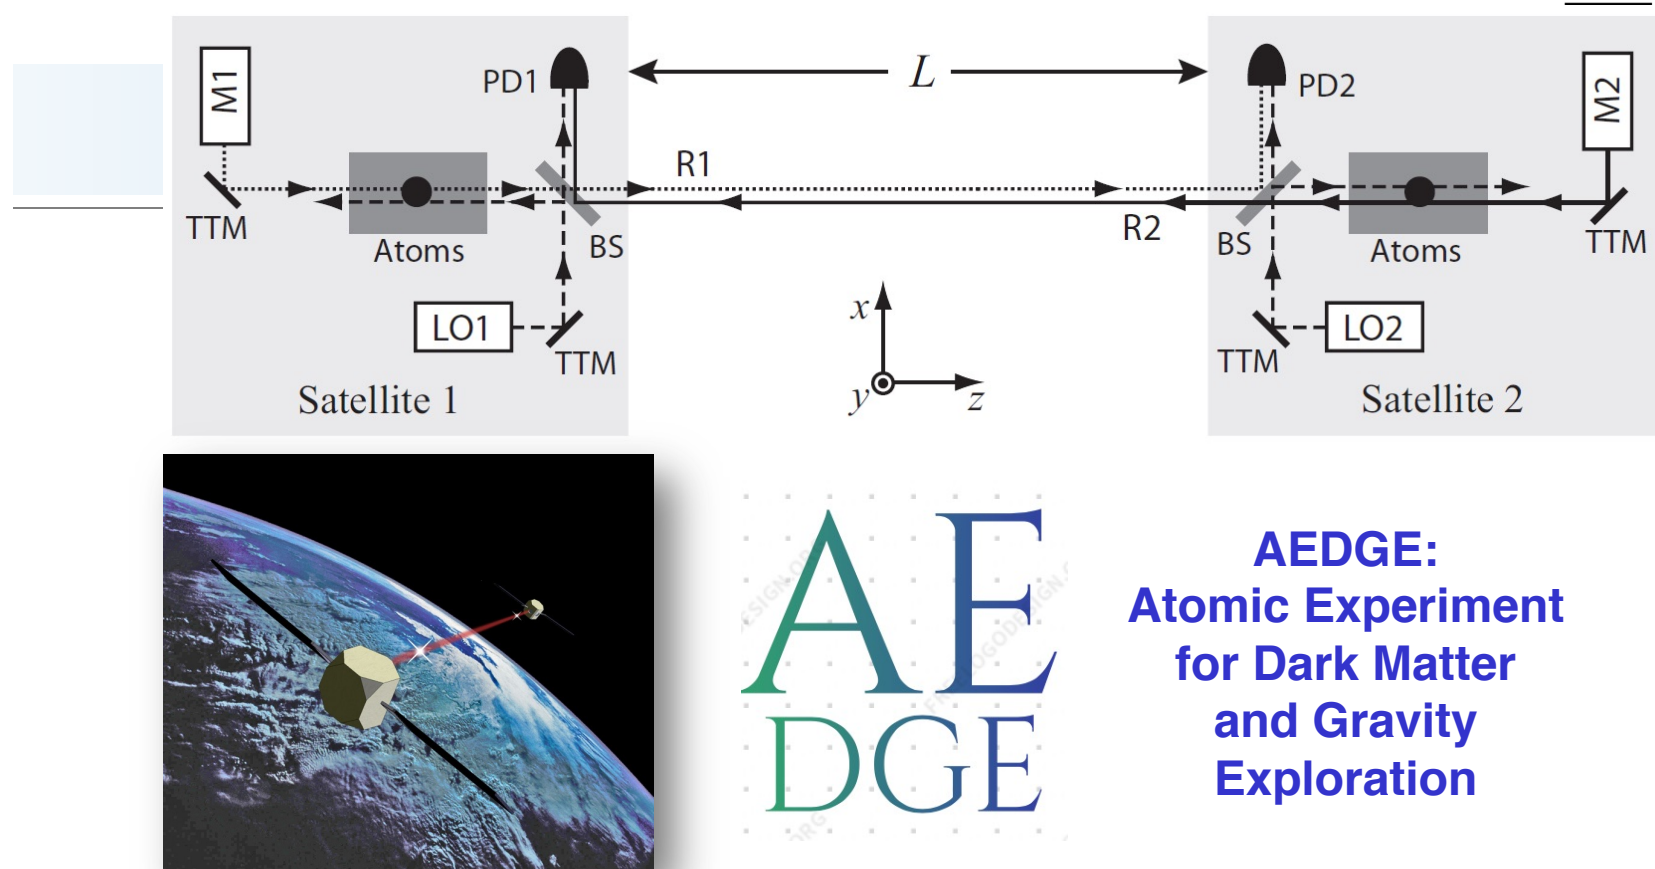 M1
PD1
L
PD2
M2
R1
TTM
Atoms
BS
R2
BS
Atoms
TTM
LO1
TTM
x
y
z
TTM
LO2
Satellite 1
Satellite 2
AE
DGE
AEDGE:
Atomic Experiment
for Dark Matter
and Gravity
Exploration